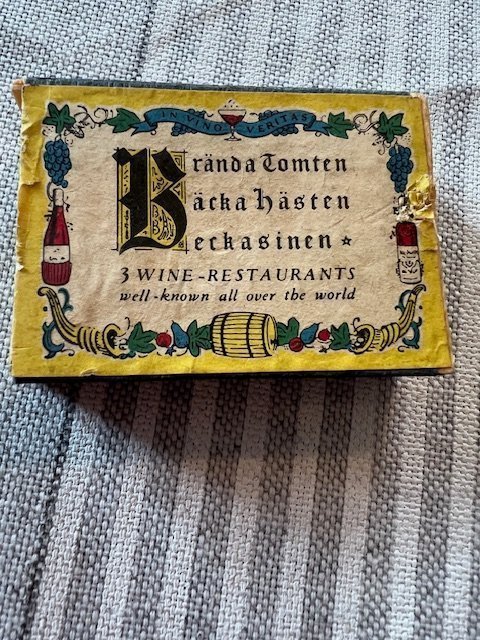 IN VINO VERITAS
Brända Tomten
Bäcka Hästen
Beckasinen
3 WINE-RESTAURANTS
well-known all over the world